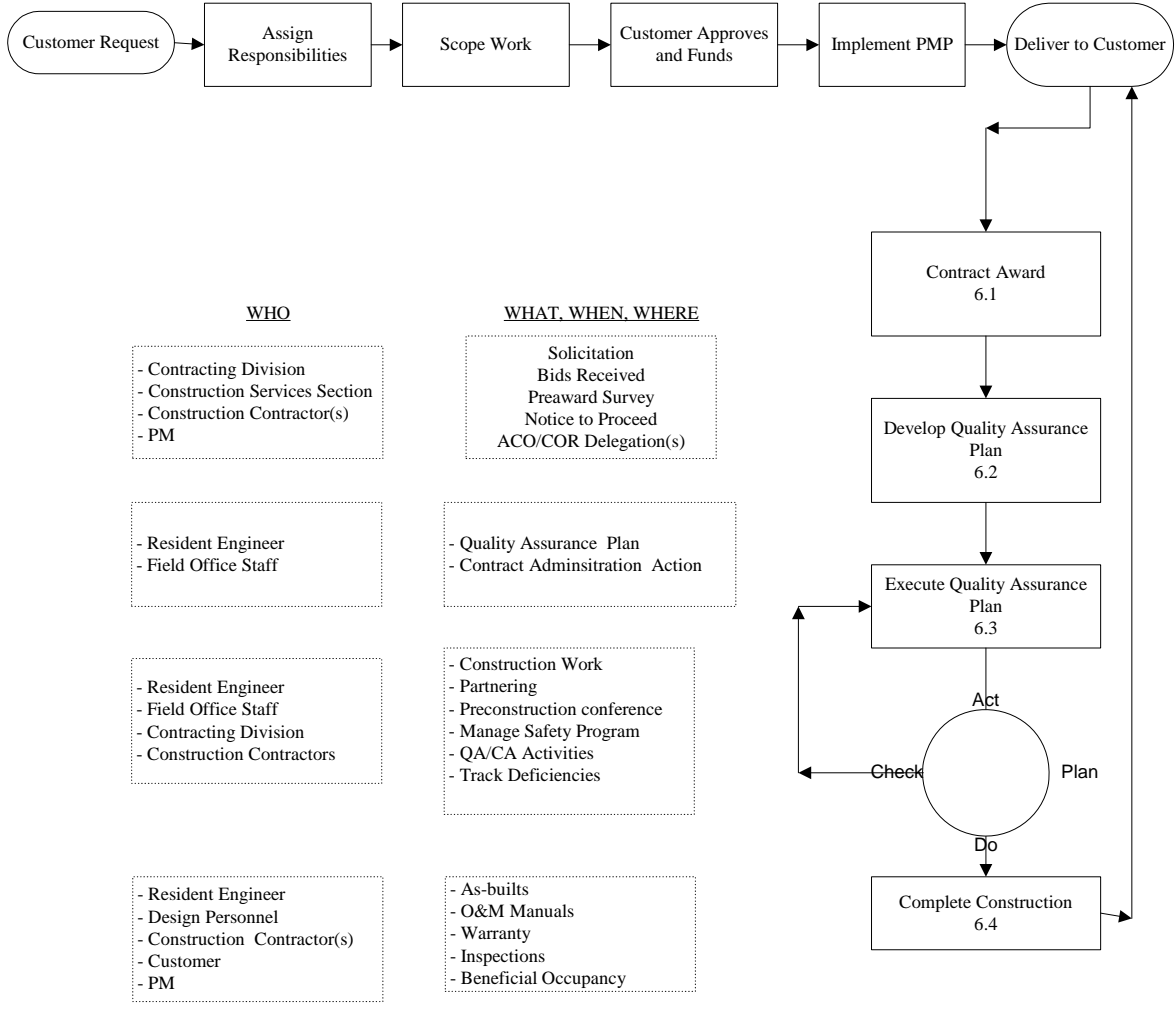 Customer Request
Assign
Responsibilities
Scope Work
Customer Approves
and Funds
Implement PMP
Deliver to Customer
Contract Award
6.1
WHO
WHAT, WHEN, WHERE
- Contracting Division
- Construction Services Section
- Construction Contractor(s)
- PM
Solicitation
Bids Received
Preaward Survey
Notice to Proceed
ACO/COR Delegation(s)
Develop Quality Assurance
Plan
6.2
- Resident Engineer
- Field Office Staff
- Quality Assurance Plan
- Contract Adminsitration Action
Execute Quality Assurance
Plan
6.3
- Resident Engineer
- Field Office Staff
- Contracting Division
- Construction Contractors
- Construction Work
- Partnering
- Preconstruction conference
- Manage Safety Program
- QA/CA Activities
- Track Deficiencies
Act
Check
Plan
Do
- Resident Engineer
- Design Personnel
- Construction Contractor(s)
- Customer
- PM
- As-builts
- O&M Manuals
- Warranty
- Inspections
- Beneficial Occupancy
Complete Construction
6.4